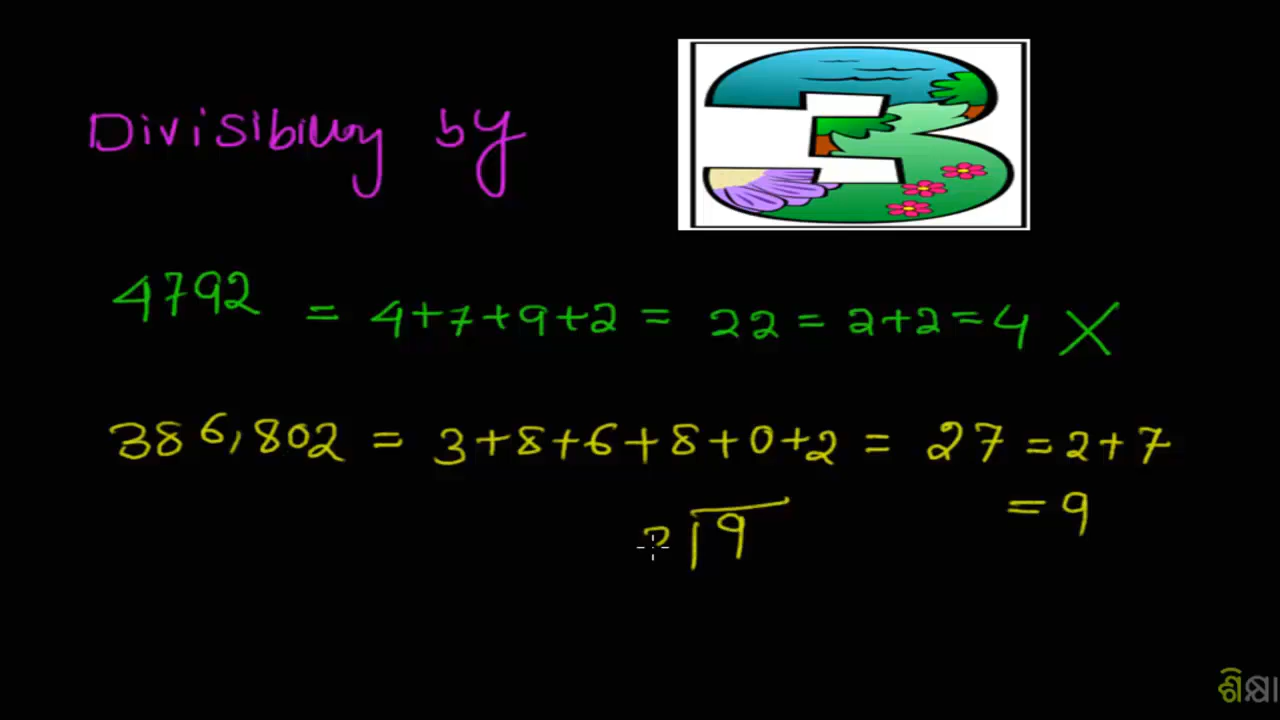 Divisibility by 3
4792 = 4+7+9+2 = 22 = 2+2=4 X
386,802 = 3+8+6+8+0+2 = 27 = 2+7
= 9
9
ଶିକ୍ଷା